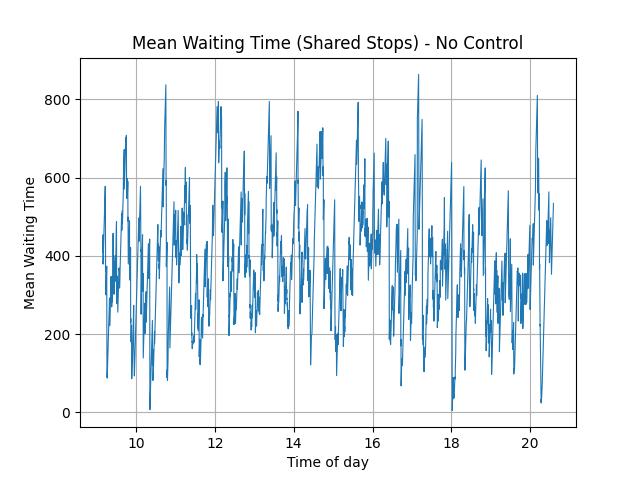 Mean Waiting Time (Shared Stops) - No Control
Mean Waiting Time
800
600
400
200
0
10 12 14 16 18 20
Time of day